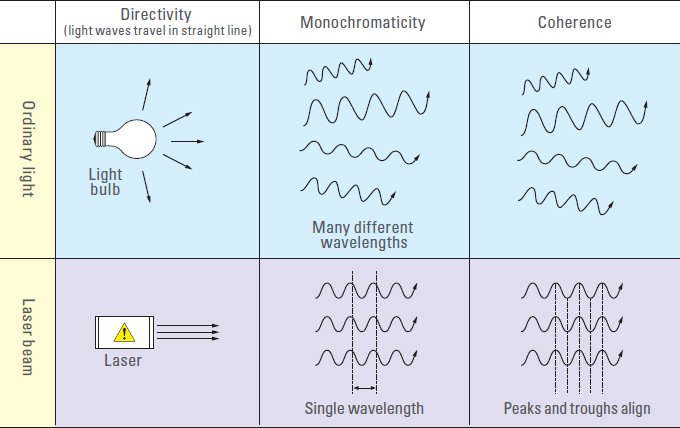 Directivity
(light waves travel in straight line)
Monochromaticity
Coherence
Ordinary light
Light
bulb
Many different
wavelengths
Laser beam
Laser
Single wavelength
Peaks and troughs align